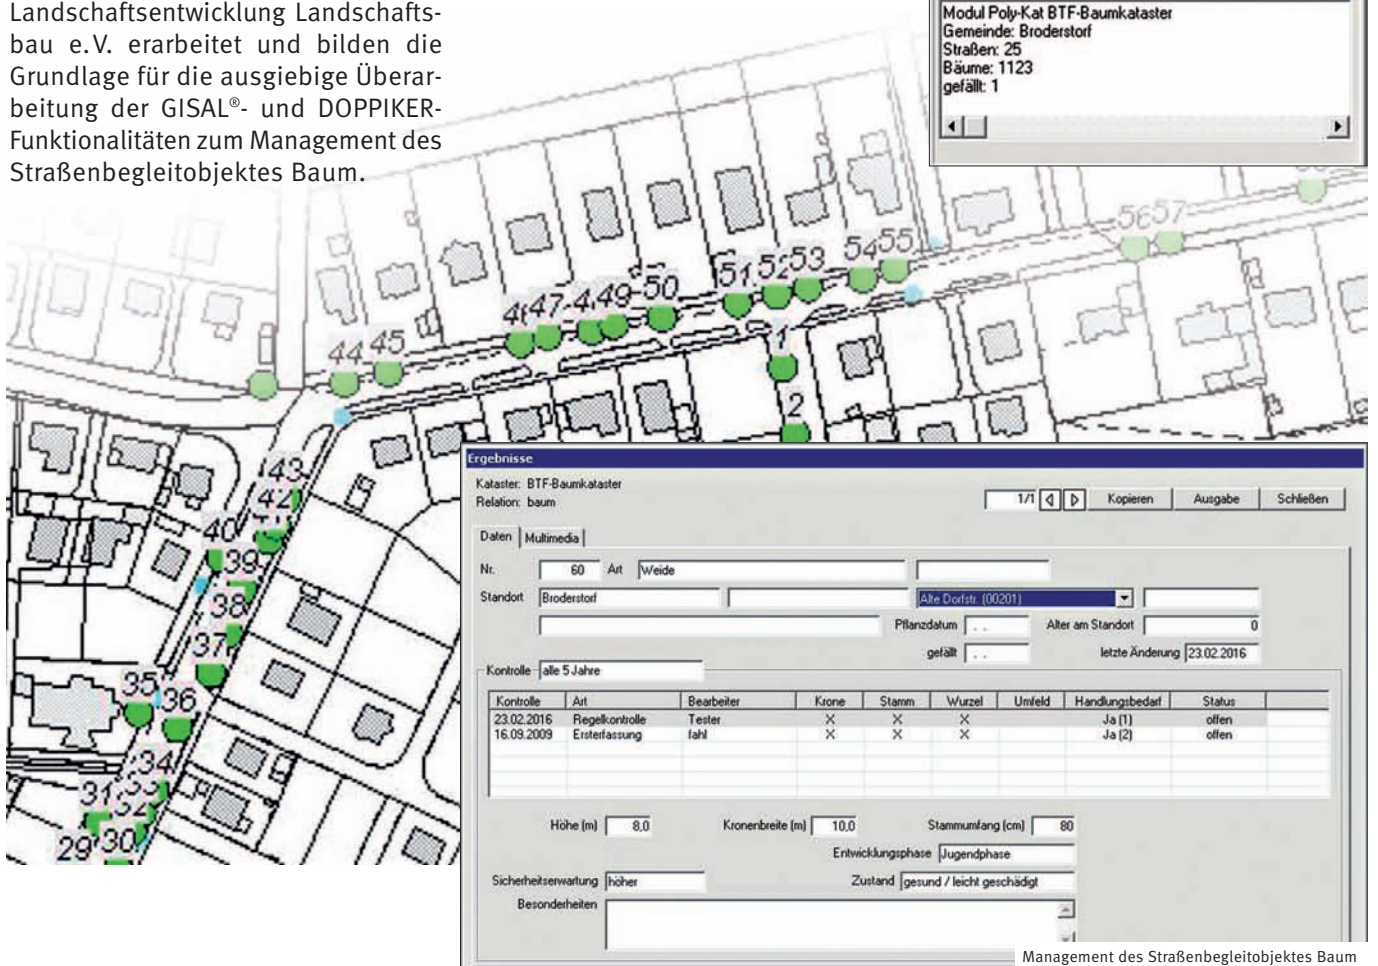 Landschaftsentwicklung Landschafts-
bau e.V. erarbeitet und bilden die
Grundlage für die ausgiebige Überar-
beitung der GISAL®- und DOPPIKER-
Funktionalitäten zum Management des
Straßenbegleitobjektes Baum.
Modul Poly-Kat BTF-Baumkataster
Gemeinde: Broderstorf
Straßen: 25
Bäume: 1123
gefällt: 1
56 57
54 55
51 52 53
47 49 50
44 45
1
2
43
42
40
39
38
37
35 36
34
33
31 32
29 30
Ergebnisse
Kataster: BTF-Baumkataster
Relation: baum
1/1 Kopieren Ausgabe Schließen
Daten Multimedia
Nr. 60 Art Weide
Standort Broderstorf Alte Dorfstr. (00201)
Pflanzdatum . . Alter am Standort 0
gefällt . . letzte Änderung 23.02.2016
Kontrolle alle 5 Jahre
Kontrolle Art Bearbeiter Krone Stamm Wurzel Umfeld Handlungsbedarf Status
23.02.2016 Regelkontrolle Tester X X X Ja (1) offen
16.09.2009 Ersterfassung fahl X X X Ja (2) offen
Höhe (m) 8,0 Kronenbreite (m) 10,0 Stammumfang (cm) 80
Entwicklungsphase Jugendphase
Sicherheitserwartung höher Zustand gesund / leicht geschädigt
Besonderheiten
Management des Straßenbegleitobjektes Baum